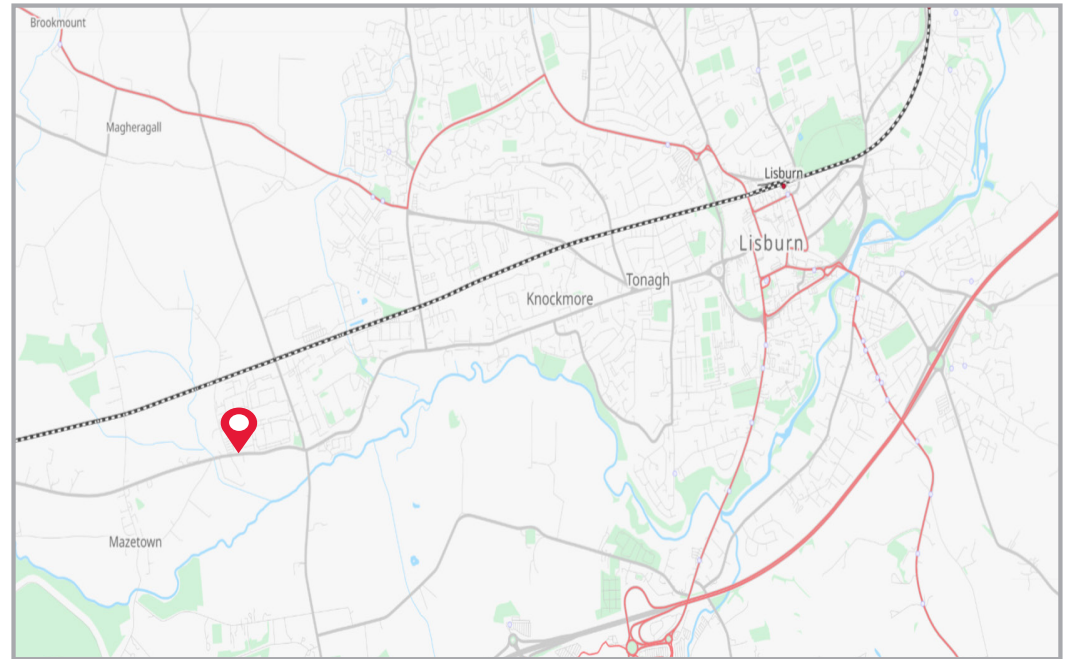 Brookmount
Magheragall
Lisburn
Lisburn
Tonagh
Knockmore
Mazetown